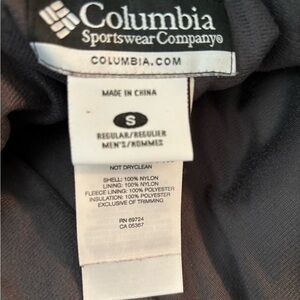 Columbia
Sportswear Company®
COLUMBIA.COM
MADE IN CHINA
S
REGULAR/REGULIER
MEN'S/HOMMES
NOT DRYCLEAN
SHELL: 100% NYLON
LINING: 100% NYLON
FLEECE LINING: 100% POLYESTER
INSULATION: 100% POLYESTER
EXCLUSIVE OF TRIMMING
RN 69724
CA 05367